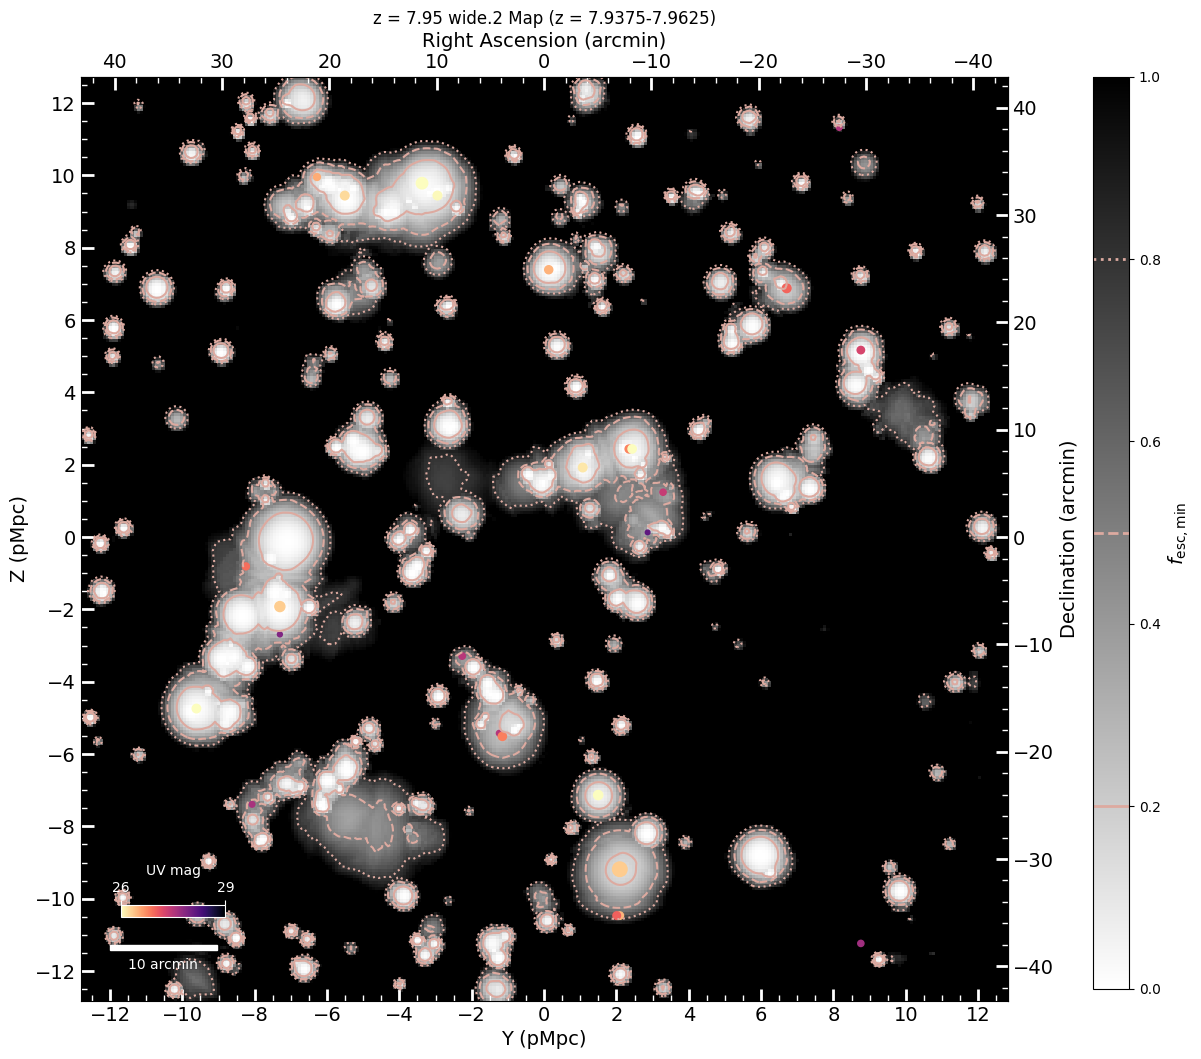 z = 7.95 wide.2 Map (z = 7.9375-7.9625)
Right Ascension (arcmin)
40 30 20 10 0 −10 −20 −30 −40
12
10
8
6
4
2
0
−2
−4
−6
−8
−10
−12
Z (pMpc)
40
30
20
10
0
−10
−20
−30
−40
Declination (arcmin)
1.0
0.8
0.6
0.4
0.2
0.0
fesc,min
UV mag
26 29
10 arcmin
−12 −10 −8 −6 −4 −2 0 2 4 6 8 10 12
Y (pMpc)